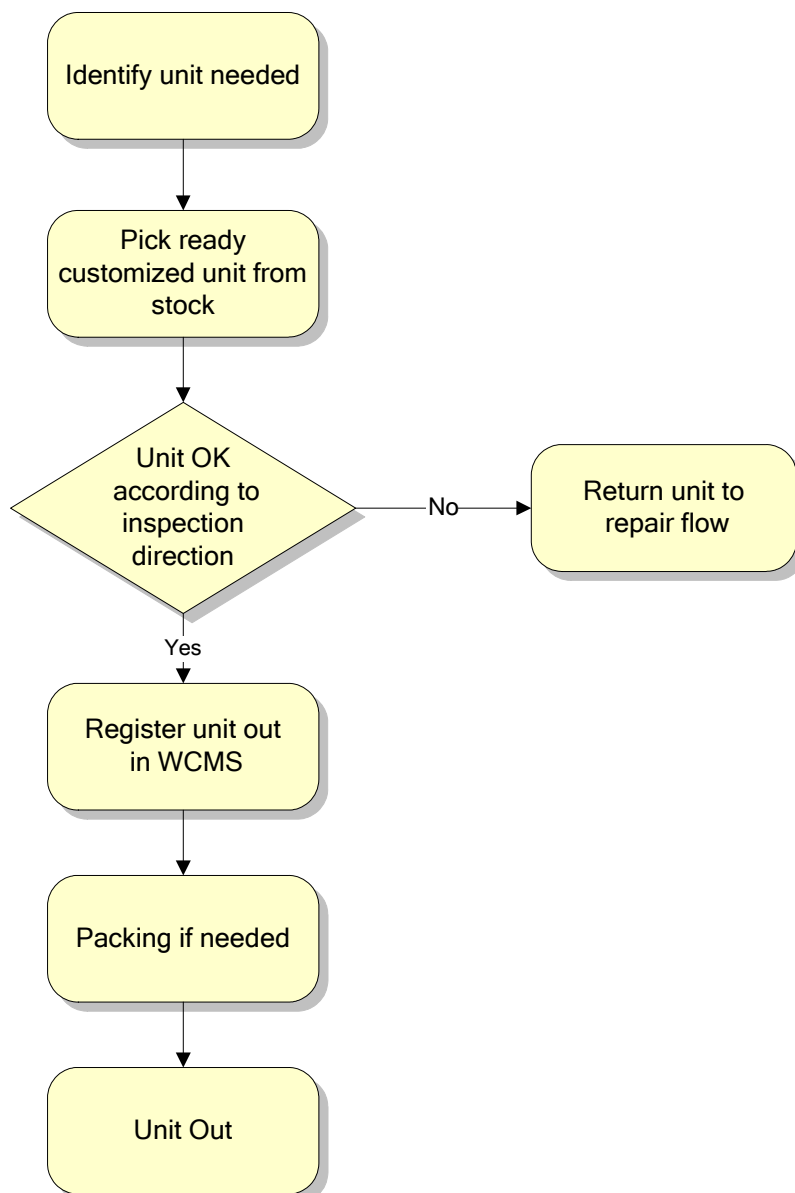 Identify unit needed
Pick ready
customized unit from
stock
Unit OK
according to
inspection
direction
No
Return unit to
repair flow
Yes
Register unit out
in WCMS
Packing if needed
Unit Out